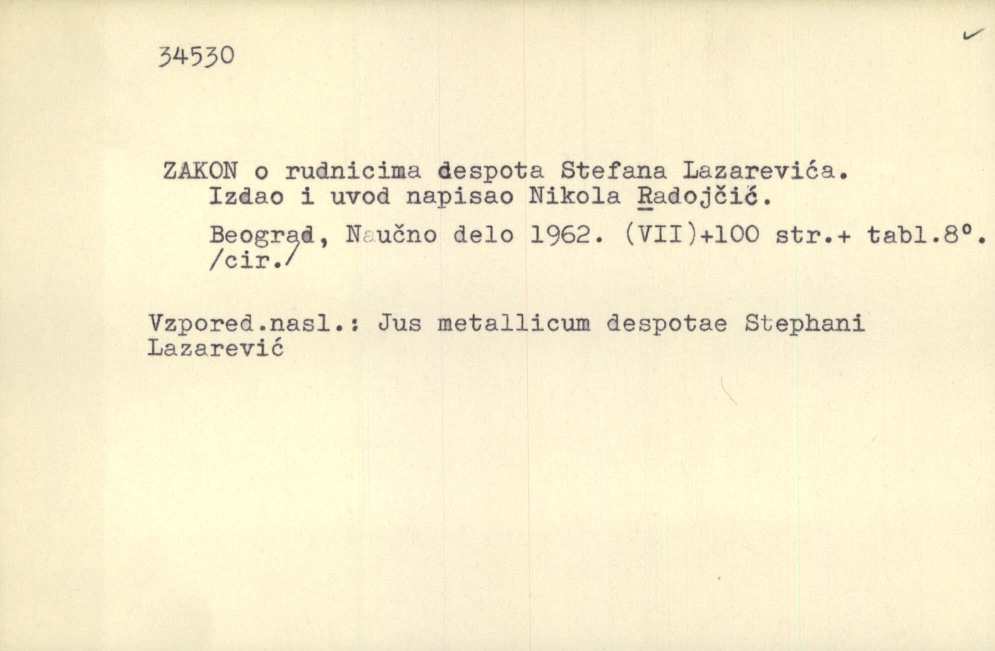 34530
ZAKON o rudnicima despota Stefana Lazarevića.
Izdao i uvod napisao Nikola Radojčić.
Beograd, Naučno delo 1962. (VII)+100 str.+ tabl.8°.
/cir./
Vzpored.nasl.: Jus metallicum despotae Stephani
Lazarević